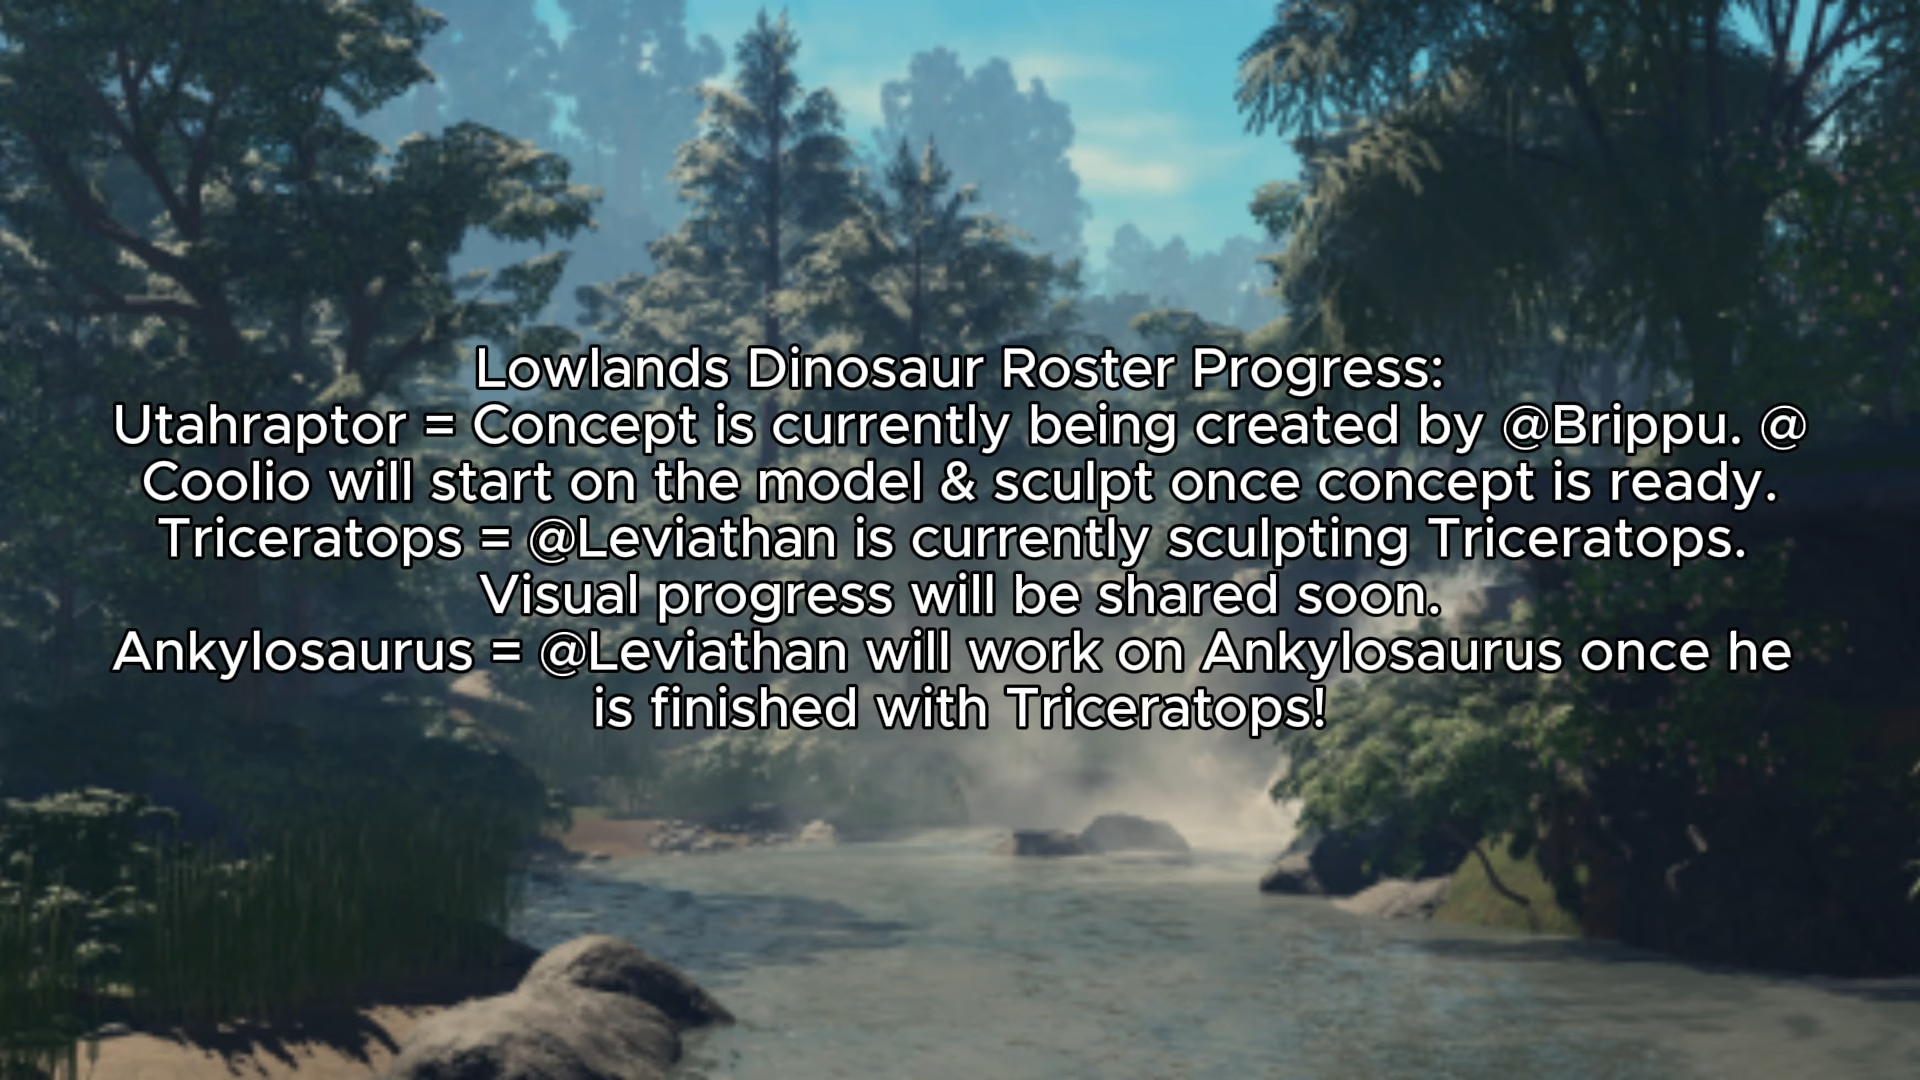 Lowlands Dinosaur Roster Progress:
Utahraptor = Concept is currently being created by @Brippu. @
Coolio will start on the model & sculpt once concept is ready.
Triceratops = @Leviathan is currently sculpting Triceratops.
Visual progress will be shared soon.
Ankylosaurus = @Leviathan will work on Ankylosaurus once he
is finished with Triceratops!